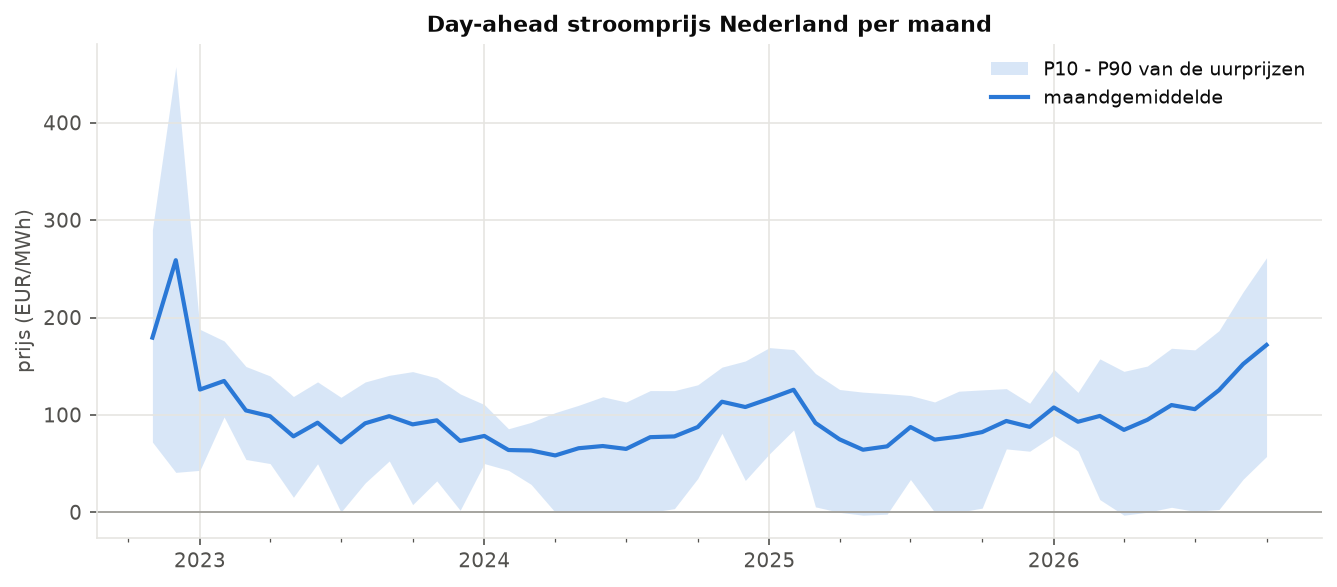 Day-ahead stroomprijs Nederland per maand
P10 - P90 van de uurprijzen
maandgemiddelde
prijs (EUR/MWh)
400
300
200
100
0
2023
2024
2025
2026